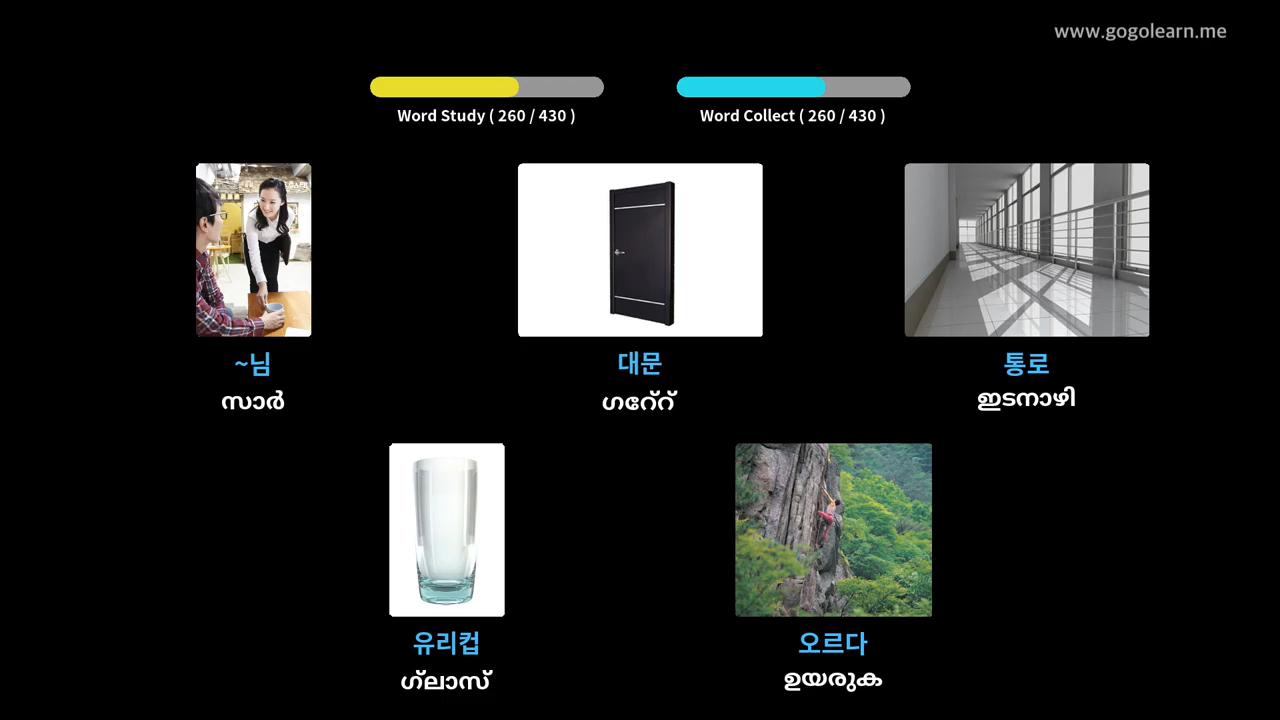 www.gogolearn.me
Word Study ( 260 / 430 )
Word Collect ( 260 / 430 )
~님
സാർ
대문
ഗറേ്റ്
통로
ഇടനാഴി
유리컵
ഗ്ലാസ്
오르다
ഉയരുക